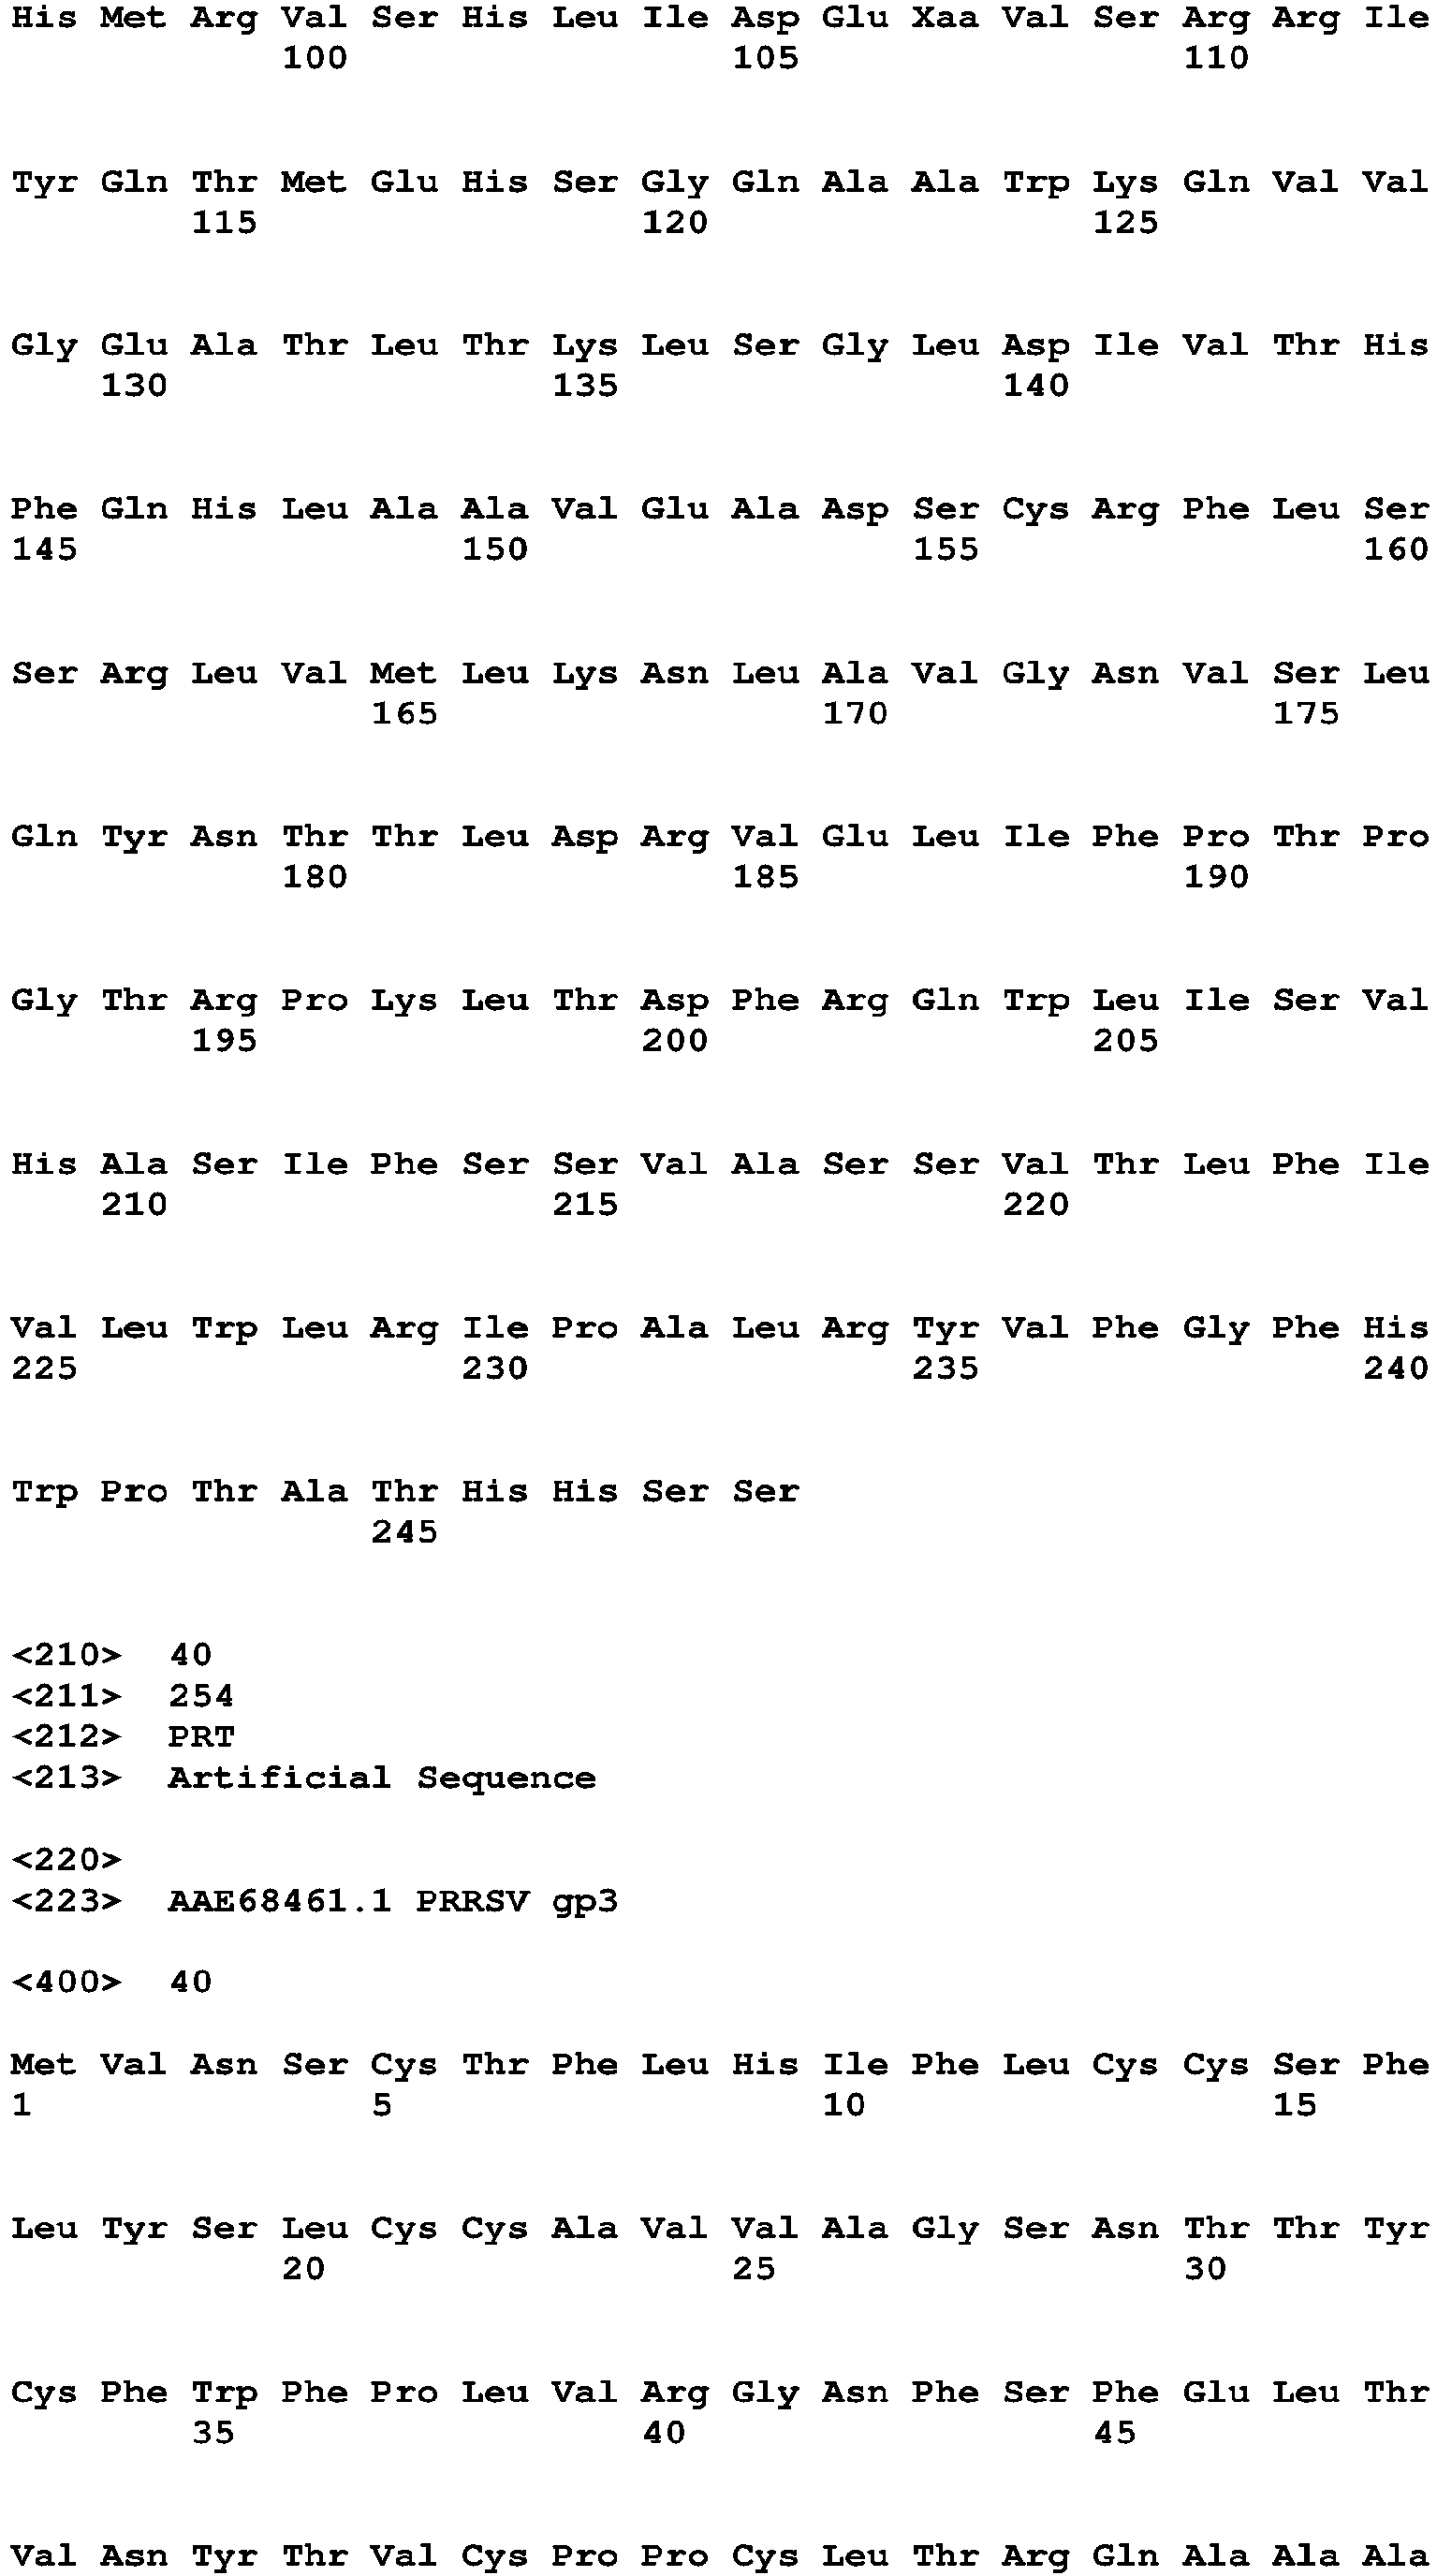 His Met Arg Val Ser His Leu Ile Asp Glu Xaa Val Ser Arg Arg Ile
100 105 110
Tyr Gln Thr Met Glu His Ser Gly Gln Ala Ala Trp Lys Gln Val Val
115 120 125
Gly Glu Ala Thr Leu Thr Lys Leu Ser Gly Leu Asp Ile Val Thr His
130 135 140
Phe Gln His Leu Ala Ala Val Glu Ala Asp Ser Cys Arg Phe Leu Ser
145 150 155 160
Ser Arg Leu Val Met Leu Lys Asn Leu Ala Val Gly Asn Val Ser Leu
165 170 175
Gln Tyr Asn Thr Thr Leu Asp Arg Val Glu Leu Ile Phe Pro Thr Pro
180 185 190
Gly Thr Arg Pro Lys Leu Thr Asp Phe Arg Gln Trp Leu Ile Ser Val
195 200 205
His Ala Ser Ile Phe Ser Ser Val Ala Ser Ser Val Thr Leu Phe Ile
210 215 220
Val Leu Trp Leu Arg Ile Pro Ala Leu Arg Tyr Val Phe Gly Phe His
225 230 235 240
Trp Pro Thr Ala Thr His His Ser Ser
245
<210> 40
<211> 254
<212> PRT
<213> Artificial Sequence
<220>
<223> AAE68461.1 PRRSV gp3
<400> 40
Met Val Asn Ser Cys Thr Phe Leu His Ile Phe Leu Cys Cys Ser Phe
1 5 10 15
Leu Tyr Ser Leu Cys Cys Ala Val Val Ala Gly Ser Asn Thr Thr Tyr
20 25 30
Cys Phe Trp Phe Pro Leu Val Arg Gly Asn Phe Ser Phe Glu Leu Thr
35 40 45
Val Asn Tyr Thr Val Cys Pro Pro Cys Leu Thr Arg Gln Ala Ala Ala